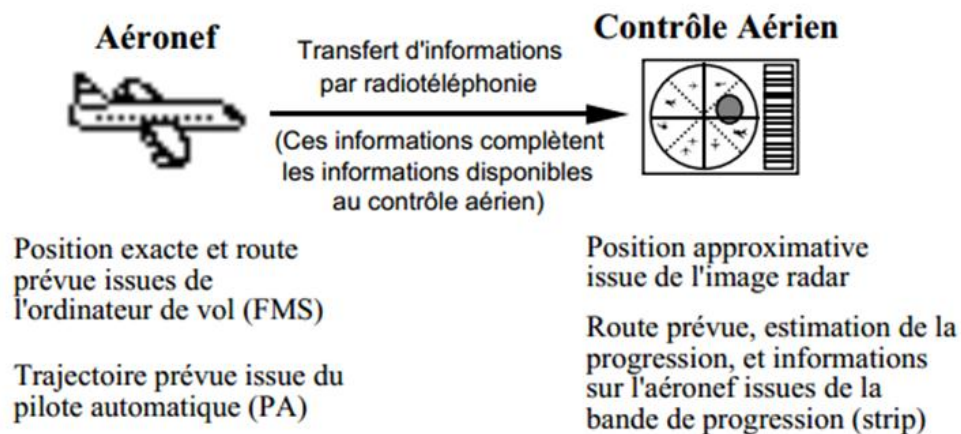 Aéronef
Transfert d'informations
par radiotéléphonie
(Ces informations complètent
les informations disponibles
au contrôle aérien)
Contrôle Aérien
Position exacte et route
prévue issues de
l'ordinateur de vol (FMS)
Trajectoire prévue issue du
pilote automatique (PA)
Position approximative
issue de l'image radar
Route prévue, estimation de la
progression, et informations
sur l'aéronef issues de la
bande de progression (strip)